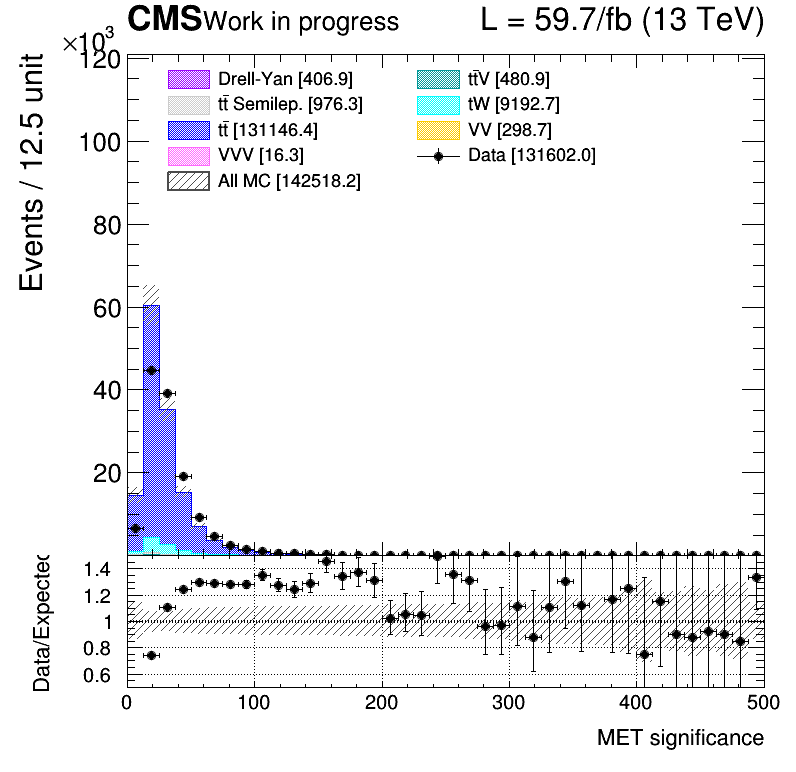 CMS Work in progress L = 59.7/fb (13 TeV)
×10³
120
100
80
60
40
20
Events / 12.5 unit
Drell-Yan [406.9]
tt̄ Semilep. [976.3]
tt̄ [131146.4]
VVV [16.3]
All MC [142518.2]
tt̄V [480.9]
tW [9192.7]
VV [298.7]
Data [131602.0]
Data/Expected
1.4
1.2
1
0.8
0.6
0 100 200 300 400 500
MET significance